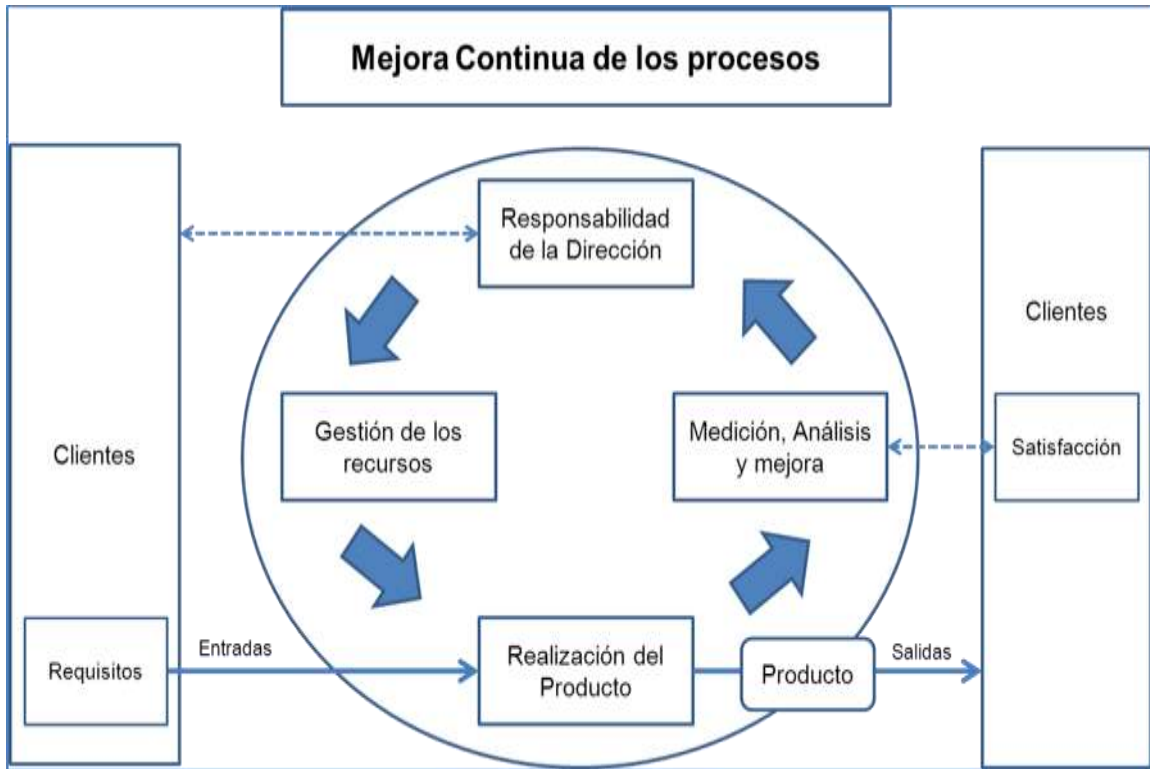 Mejora Continua de los procesos
Responsabilidad
de la Dirección
Clientes
Gestión de los
recursos
Medición, Análisis
y mejora
Clientes
Satisfacción
Requisitos
Entradas
Realización del
Producto
Producto
Salidas